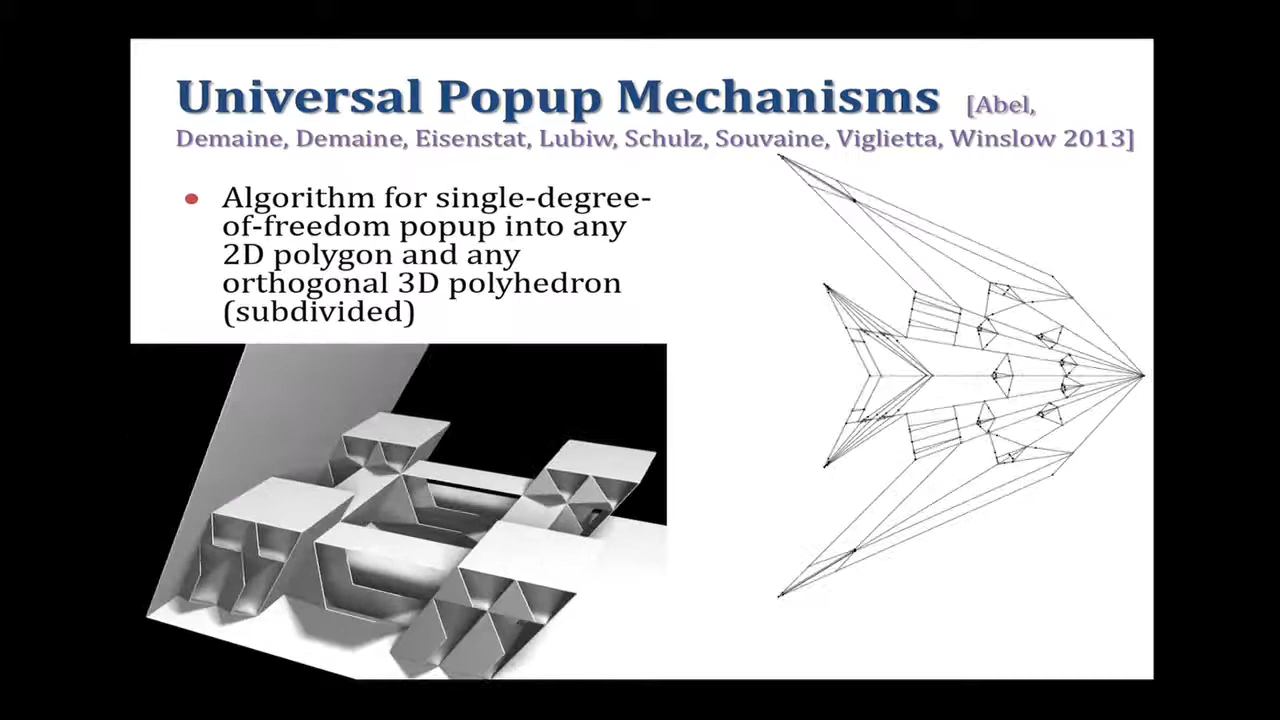 Universal Popup Mechanisms [Abel,
Demaine, Demaine, Eisenstat, Lubiw, Schulz, Souvaine, Viglietta, Winslow 2013]
• Algorithm for single-degree-
of-freedom popup into any
2D polygon and any
orthogonal 3D polyhedron
(subdivided)